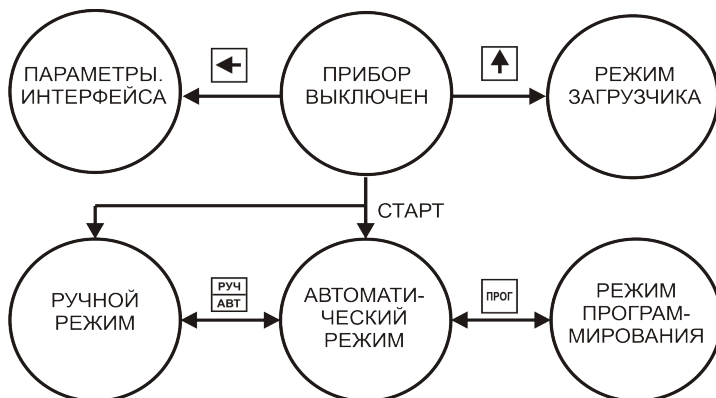 ПАРАМЕТРЫ.
ИНТЕРФЕЙСА
ПРИБОР
ВЫКЛЮЧЕН
РЕЖИМ
ЗАГРУЗЧИКА
СТАРТ
РУЧНОЙ
РЕЖИМ
РУЧ
АВТ
АВТОМАТИ-
ЧЕСКИЙ
РЕЖИМ
ПРОГ
РЕЖИМ
ПРОГРАМ-
МИРОВАНИЯ